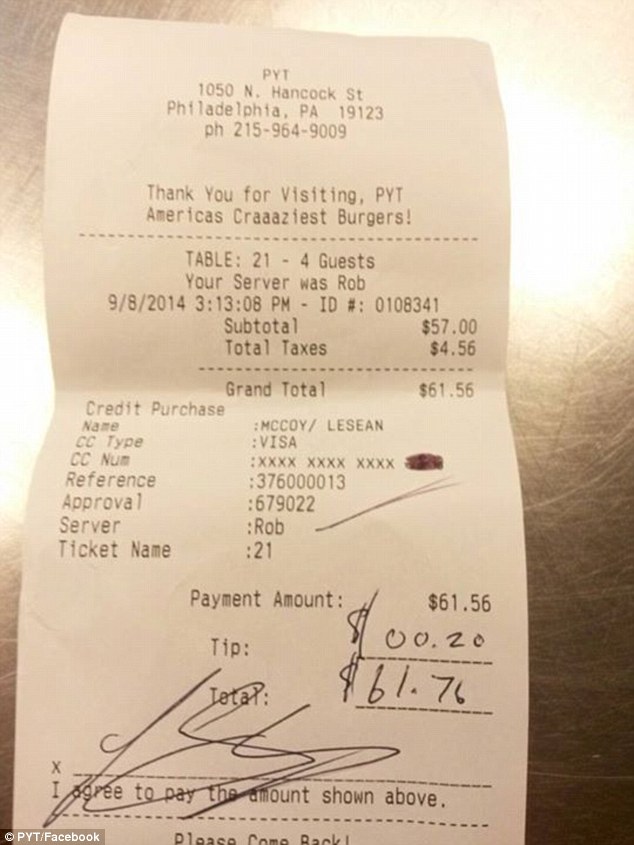 PYT
1050 N. Hancock St
Philadelphia, PA 19123
ph 215-964-9009
Thank You for Visiting, PYT
Americas Craaaziest Burgers!
TABLE: 21 - 4 Guests
Your Server was Rob
9/8/2014 3:13:08 PM - ID #: 0108341
Subtotal $57.00
Total Taxes $4.56
Grand Total $61.56
Credit Purchase
Name :MCCOY/ LESEAN
CC Type :VISA
CC Num :XXXX XXXX XXXX
Reference :376000013
Approval :679022
Server :Rob
Ticket Name :21
Payment Amount: $61.56
Tip: $ 00.20
Total: $61.76
X
I agree to pay the amount shown above.
Please Come Back!
© PYT/Facebook